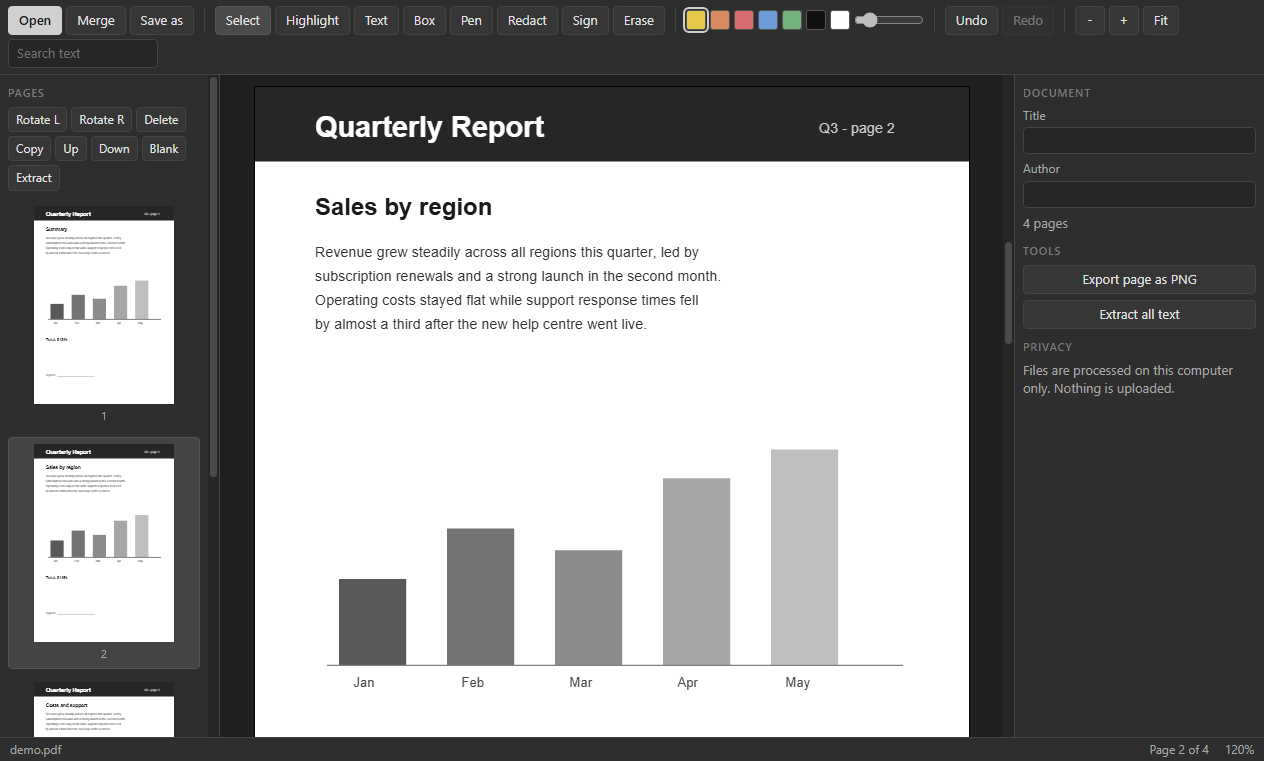 Open Merge Save as Select Highlight Text Box Pen Redact Sign Erase Undo Redo - + Fit
Search text
PAGES
Rotate L Rotate R Delete
Copy Up Down Blank
Extract
Quarterly Report
Summary
1
Quarterly Report
Sales by region
2
Quarterly Report
Costs and support
Quarterly Report Q3 - page 2
Sales by region
Revenue grew steadily across all regions this quarter, led by
subscription renewals and a strong launch in the second month.
Operating costs stayed flat while support response times fell
by almost a third after the new help centre went live.
Jan Feb Mar Apr May
DOCUMENT
Title
Author
4 pages
TOOLS
Export page as PNG
Extract all text
PRIVACY
Files are processed on this computer
only. Nothing is uploaded.
demo.pdf Page 2 of 4 120%